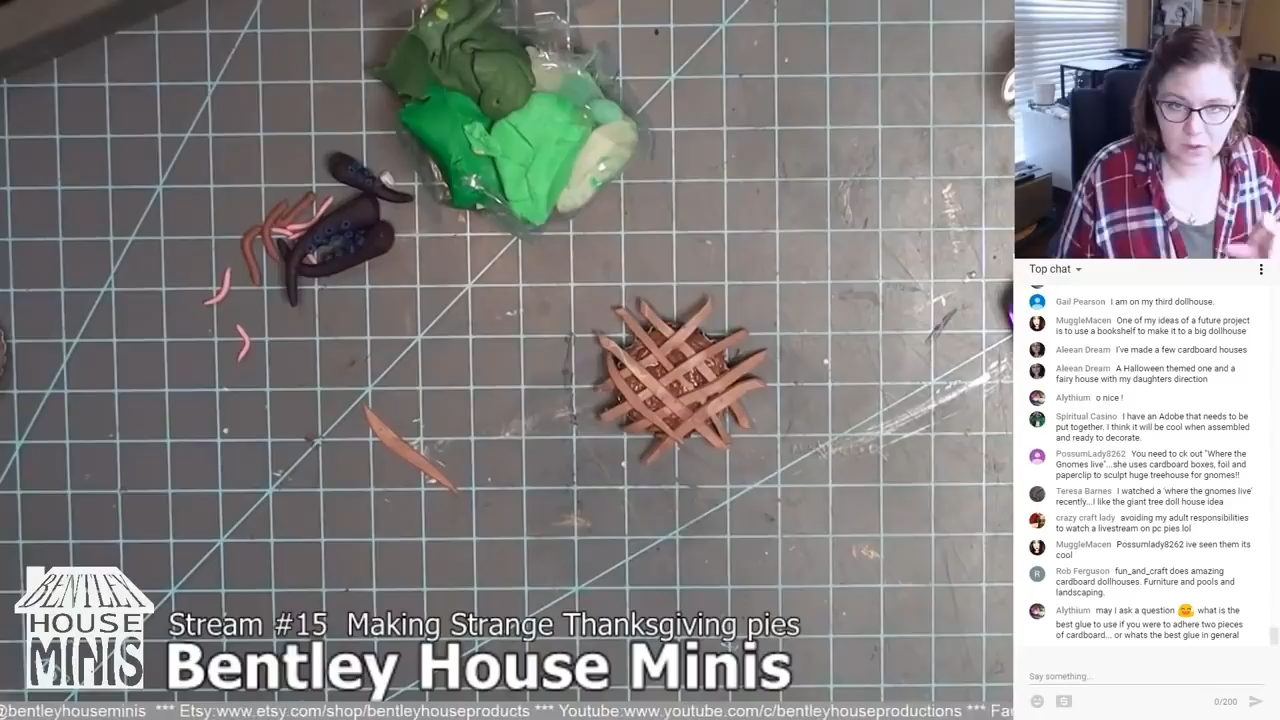 Top chat
Gail Pearson I am on my third dollhouse.
MuggleMacen One of my ideas of a future project
is to use a bookshelf to make it to a big dollhouse
Aleean Dream I've made a few cardboard houses
Aleean Dream A Halloween themed one and a
fairy house with my daughters direction
Alythium o nice !
Spiritual Casino I have an Adobe that needs to be
put together. I think it will be cool when assembled
and ready to decorate.
PossumLady8262 You need to ck out "Where the
Gnomes live"...she uses cardboard boxes, foil and
paperclip to sculpt huge treehouse for gnomes!!
Teresa Barnes I watched a 'where the gnomes live'
recently...I like the giant tree doll house idea
crazy craft lady avoiding my adult responsibilities
to watch a livestream on pc pies lol
MuggleMacen Possumlady8262 ive seen them its
cool
R
Rob Ferguson fun_and_craft does amazing
cardboard dollhouses. Furniture and pools and
landscaping.
Alythium may I ask a question 😊 what is the
best glue to use if you were to adhere two pieces
of cardboard... or whats the best glue in general
Say something...
0/200
BENTLEY
HOUSE
MINIS
Stream #15 Making Strange Thanksgiving pies
Bentley House Minis
@bentleyhouseminis *** Etsy:www.etsy.com/shop/bentleyhouseproducts *** Youtube:www.youtube.com/c/bentleyhouseproductions *** Fa